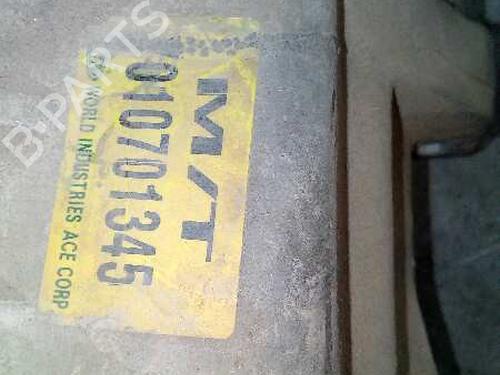 M/T
010701345
WORLD INDUSTRIES ACE CORP
B-PARTS